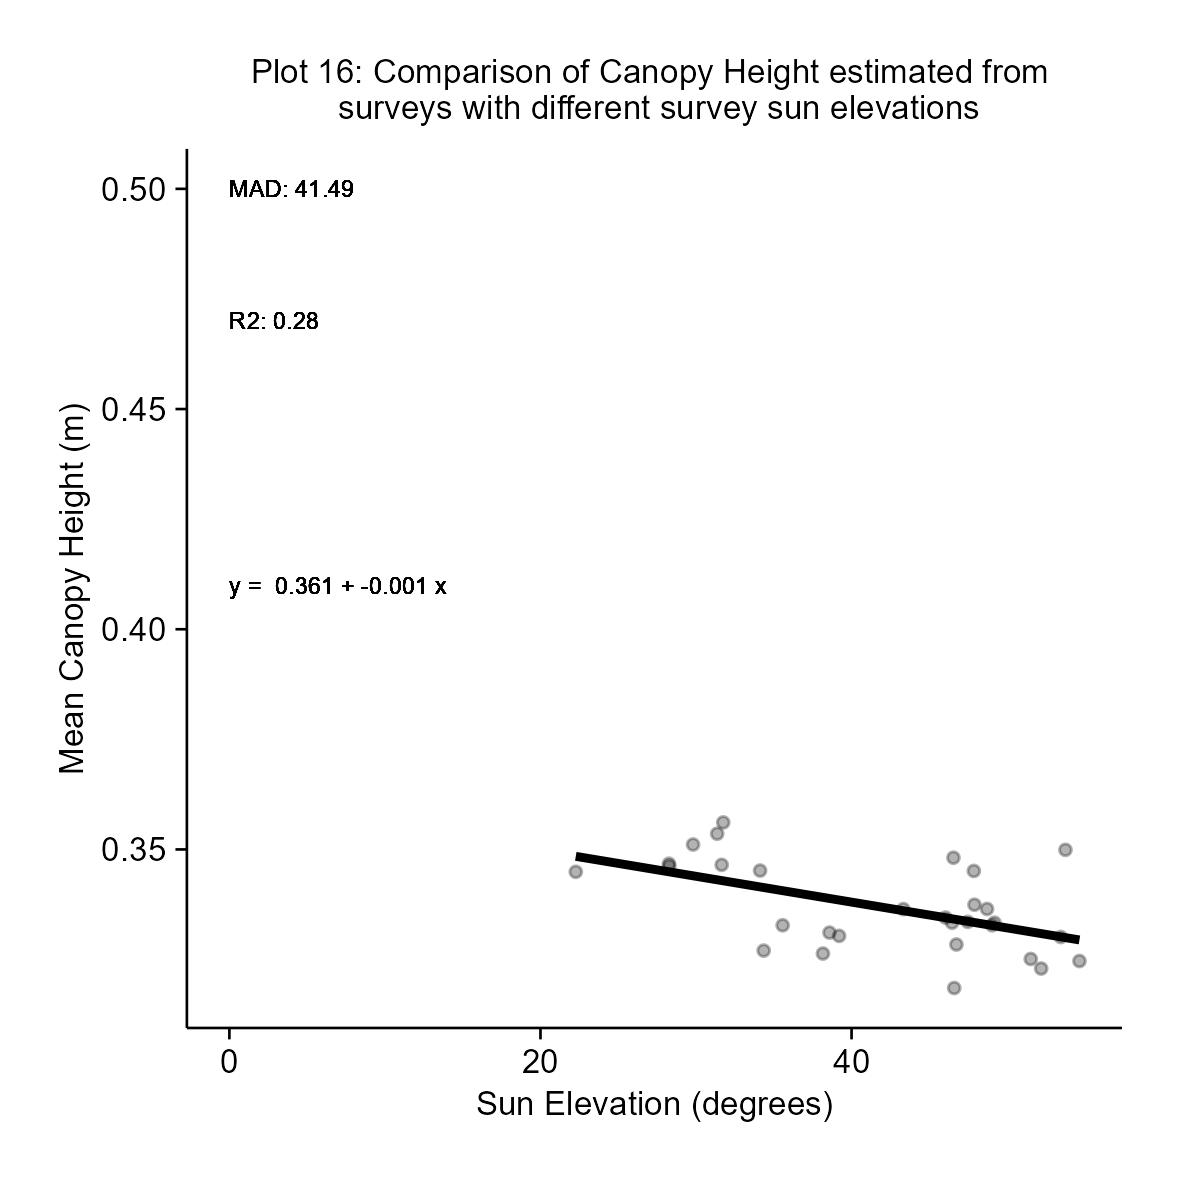 Plot 16: Comparison of Canopy Height estimated from
surveys with different survey sun elevations
0.50
MAD: 41.49
R2: 0.28
0.45
y =  0.361 + -0.001 x
0.40
Mean Canopy Height (m)
0.35
0 20 40
Sun Elevation (degrees)